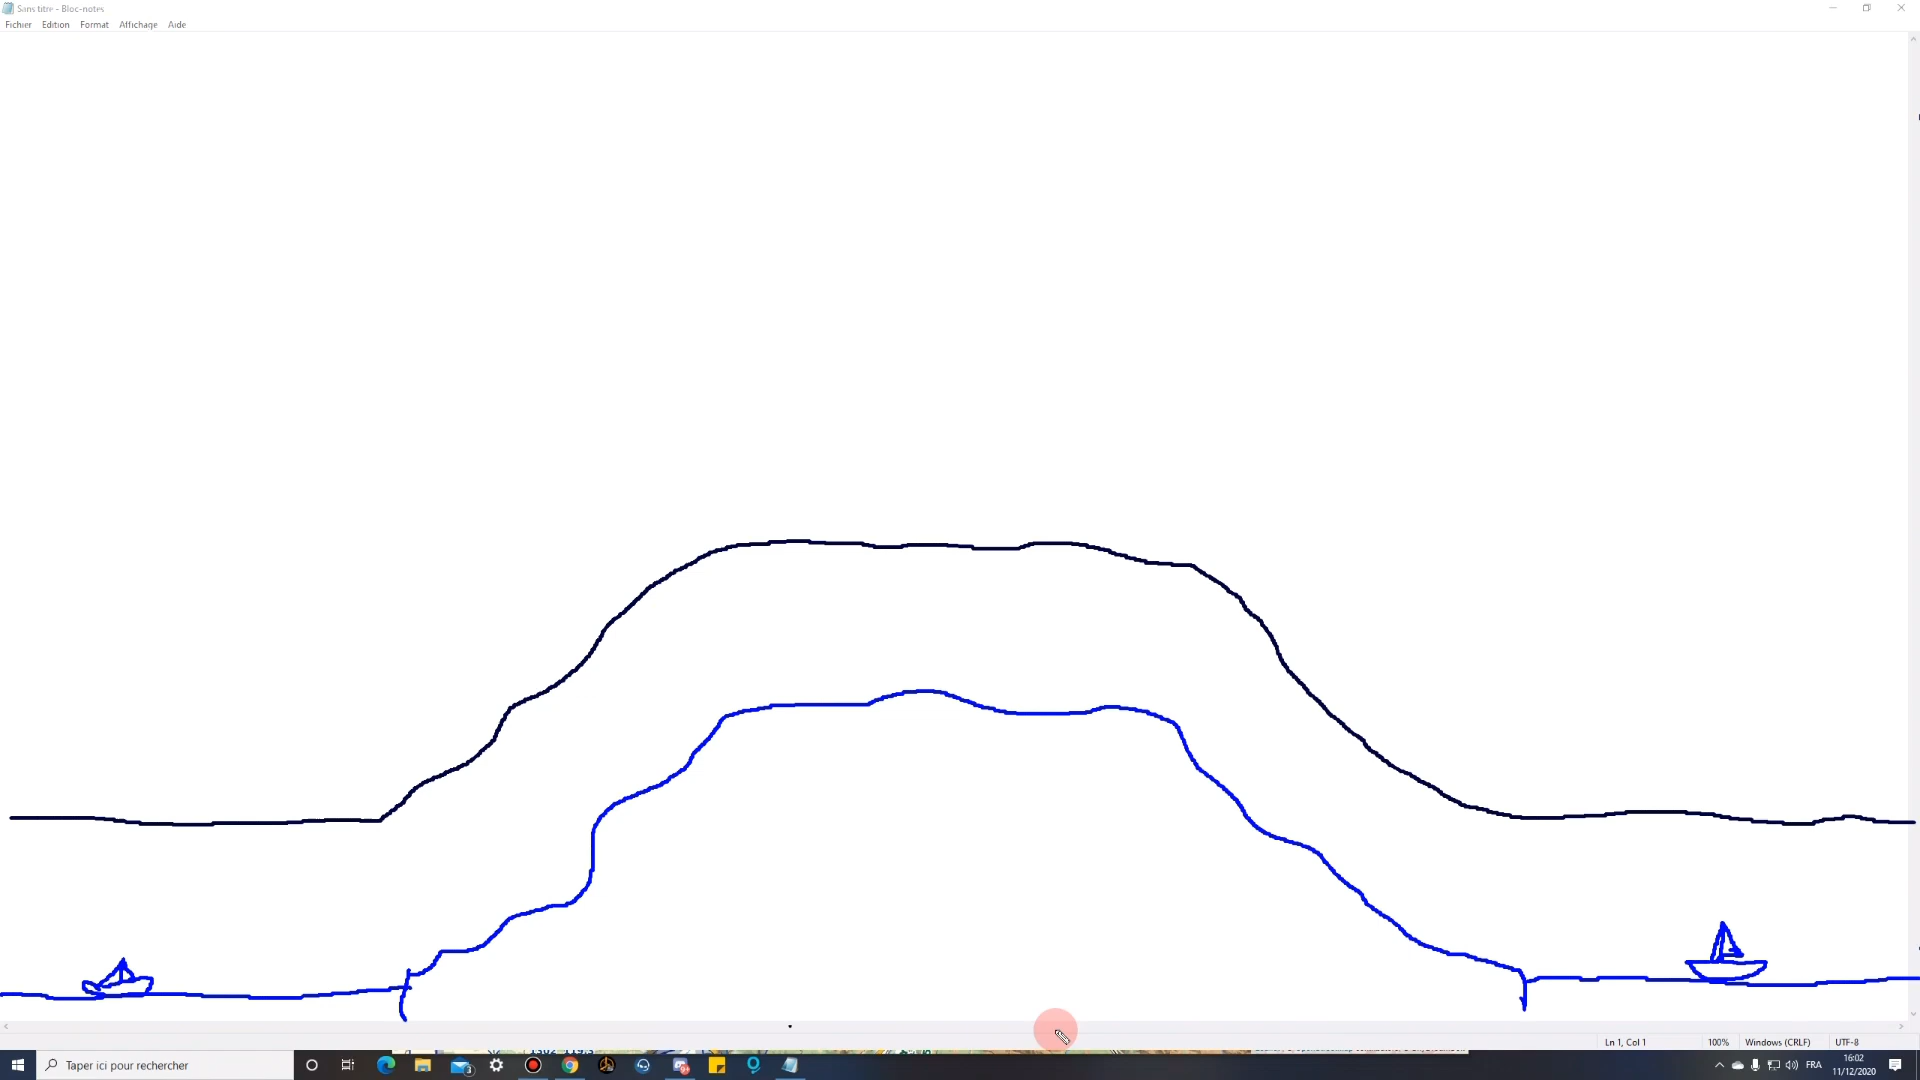 Sans titre - Bloc-notes
Fichier Edition Format Affichage Aide
Ln 1, Col 1 100% Windows (CRLF) UTF-8
Taper ici pour rechercher
FRA
16:02
11/12/2020